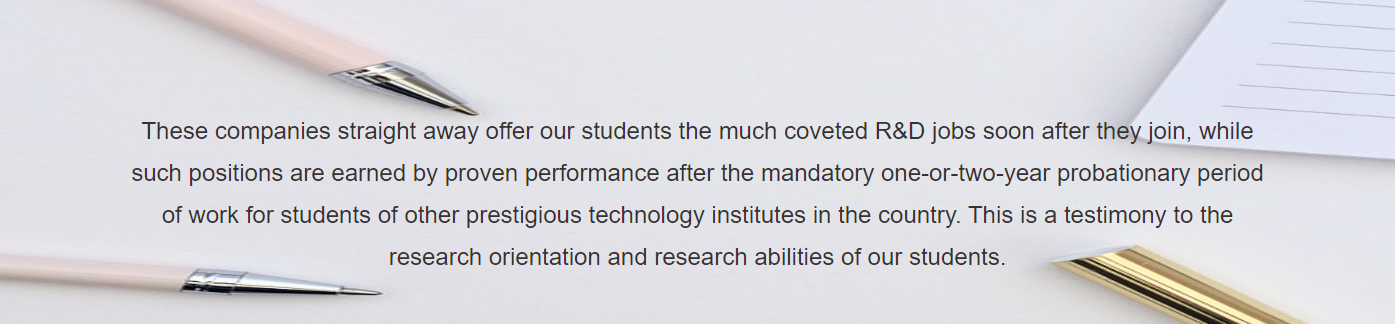 These companies straight away offer our students the much coveted R&D jobs soon after they join, while
such positions are earned by proven performance after the mandatory one-or-two-year probationary period
of work for students of other prestigious technology institutes in the country. This is a testimony to the
research orientation and research abilities of our students.